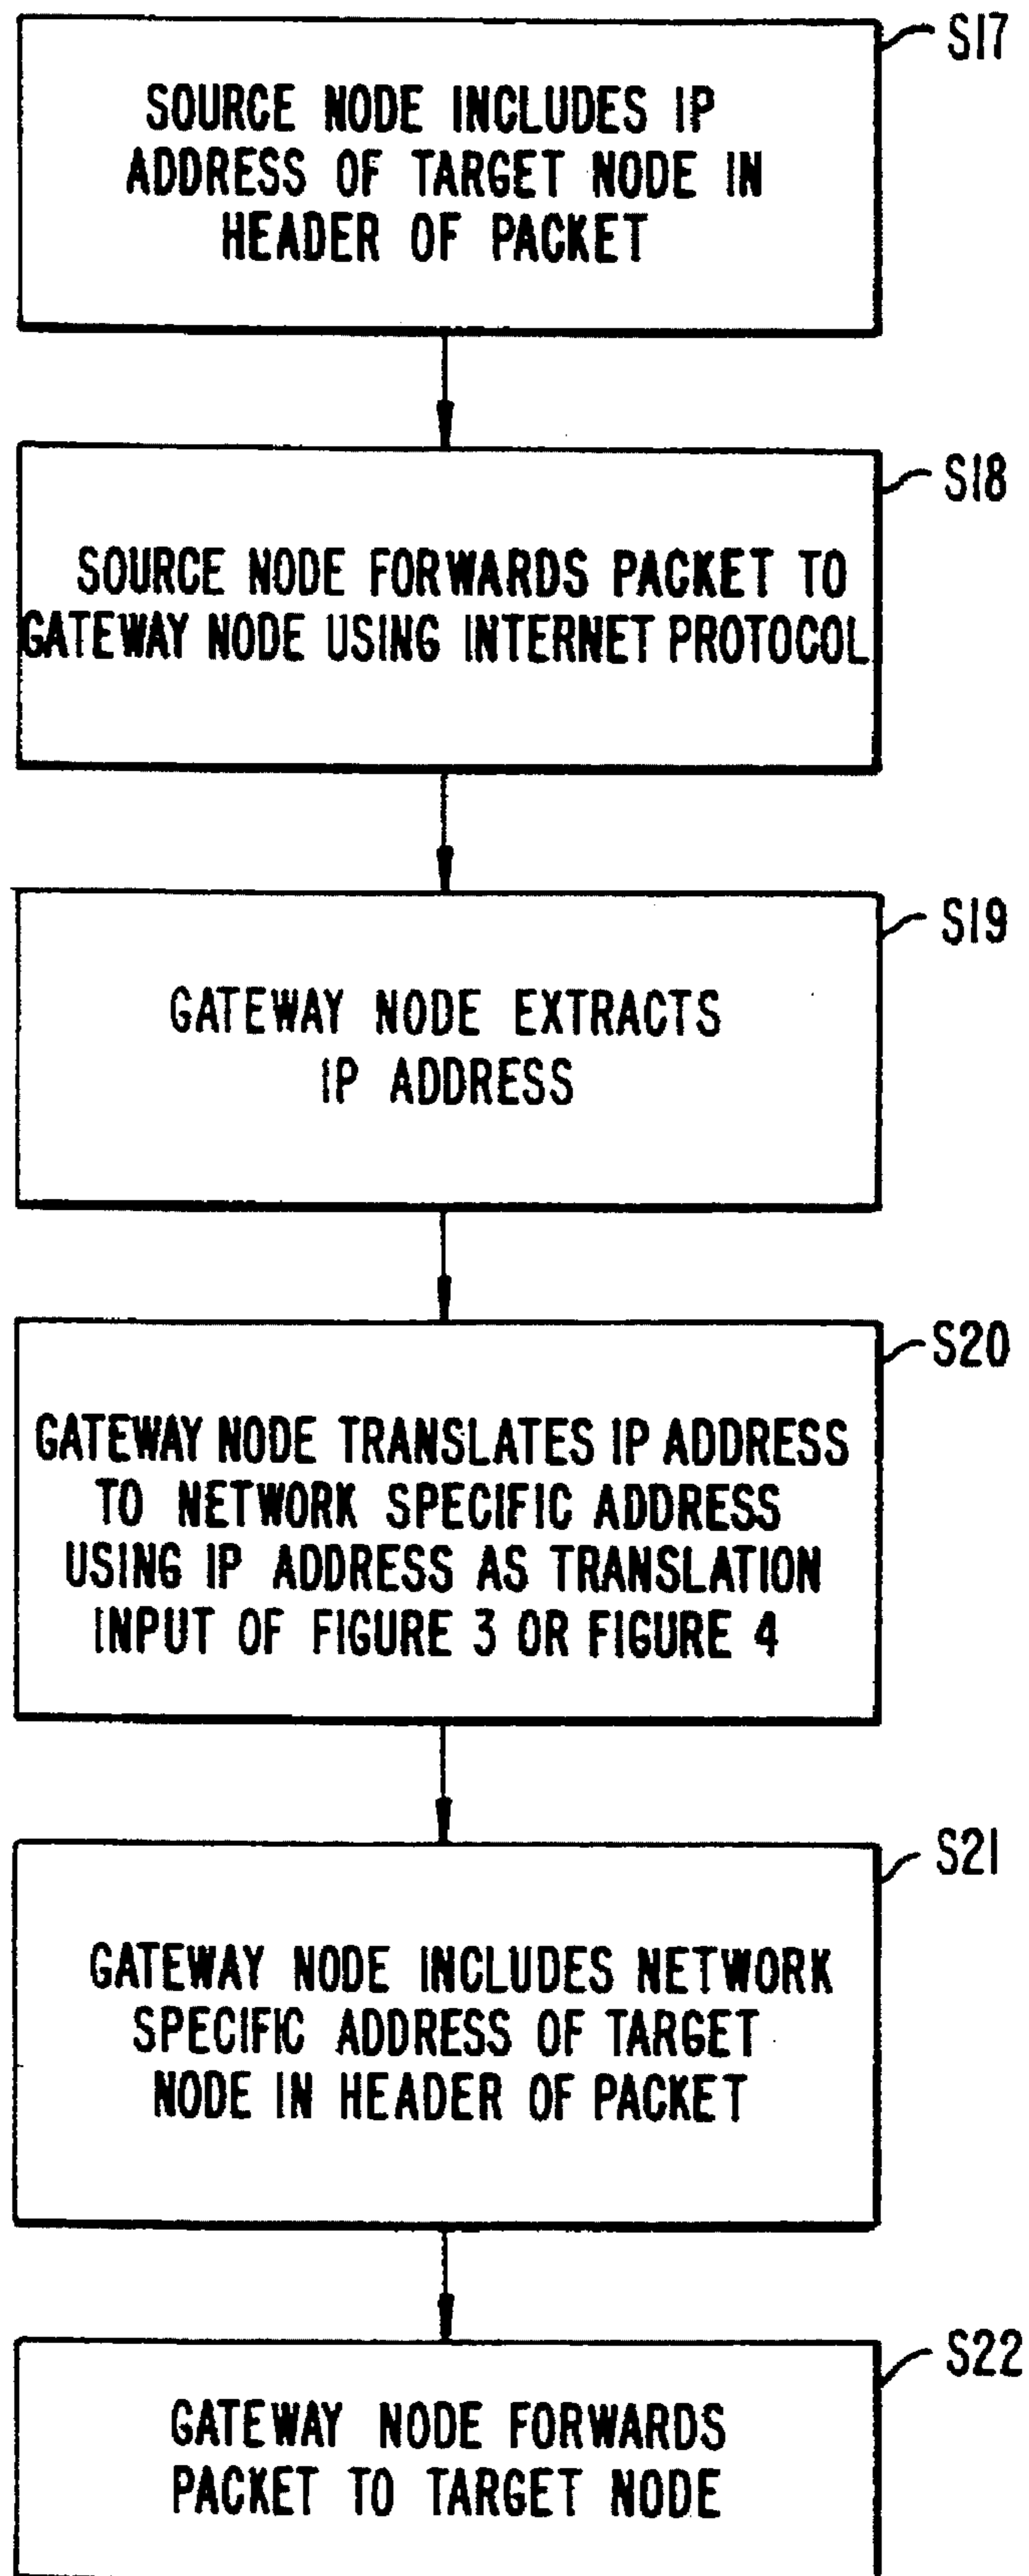 S17
SOURCE NODE INCLUDES IP
ADDRESS OF TARGET NODE IN
HEADER OF PACKET
S18
SOURCE NODE FORWARDS PACKET TO
GATEWAY NODE USING INTERNET PROTOCOL
S19
GATEWAY NODE EXTRACTS
IP ADDRESS
S20
GATEWAY NODE TRANSLATES IP ADDRESS
TO NETWORK SPECIFIC ADDRESS
USING IP ADDRESS AS TRANSLATION
INPUT OF FIGURE 3 OR FIGURE 4
S21
GATEWAY NODE INCLUDES NETWORK
SPECIFIC ADDRESS OF TARGET
NODE IN HEADER OF PACKET
S22
GATEWAY NODE FORWARDS
PACKET TO TARGET NODE